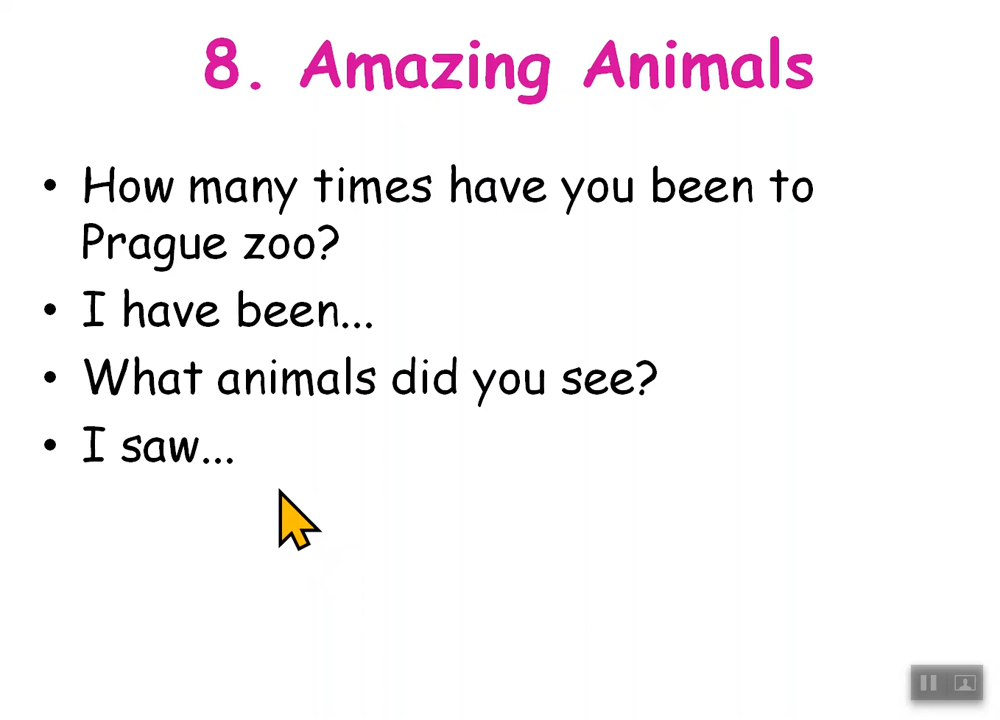 8. Amazing Animals
• How many times have you been to
Prague zoo?
• I have been...
• What animals did you see?
• I saw...